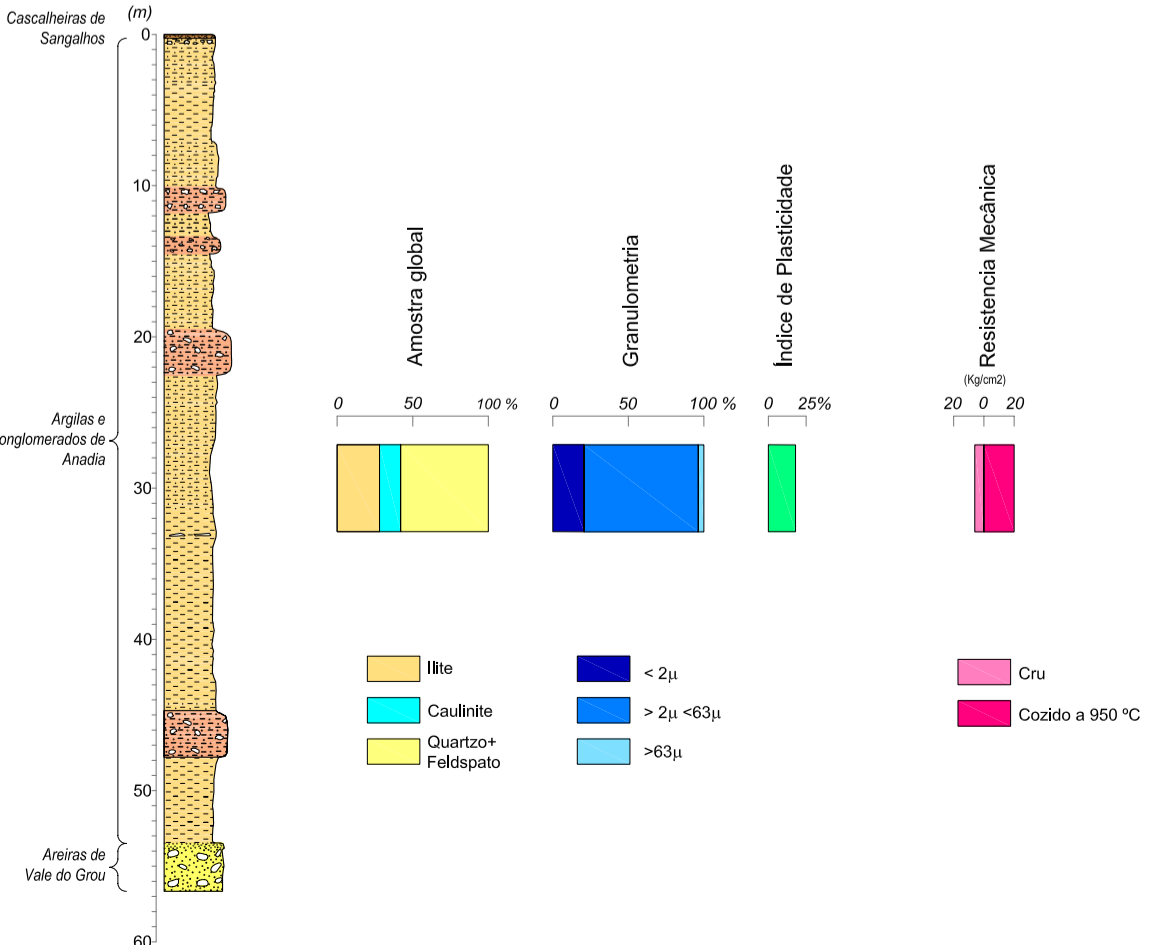 Cascalheiras de
Sangalhos
(m)
0
10
20
30
40
50
60
Argilas e
onglomerados de
Anadia
Areiras de
Vale do Grou
Amostra global
0 50 100 %
Granulometria
0 50 100 %
Índice de Plasticidade
0 25%
Resistencia Mecânica
(Kg/cm2)
20 0 20
Ilite
Caulinite
Quartzo+
Feldspato
< 2μ
> 2μ <63μ
>63μ
Cru
Cozido a 950 ºC